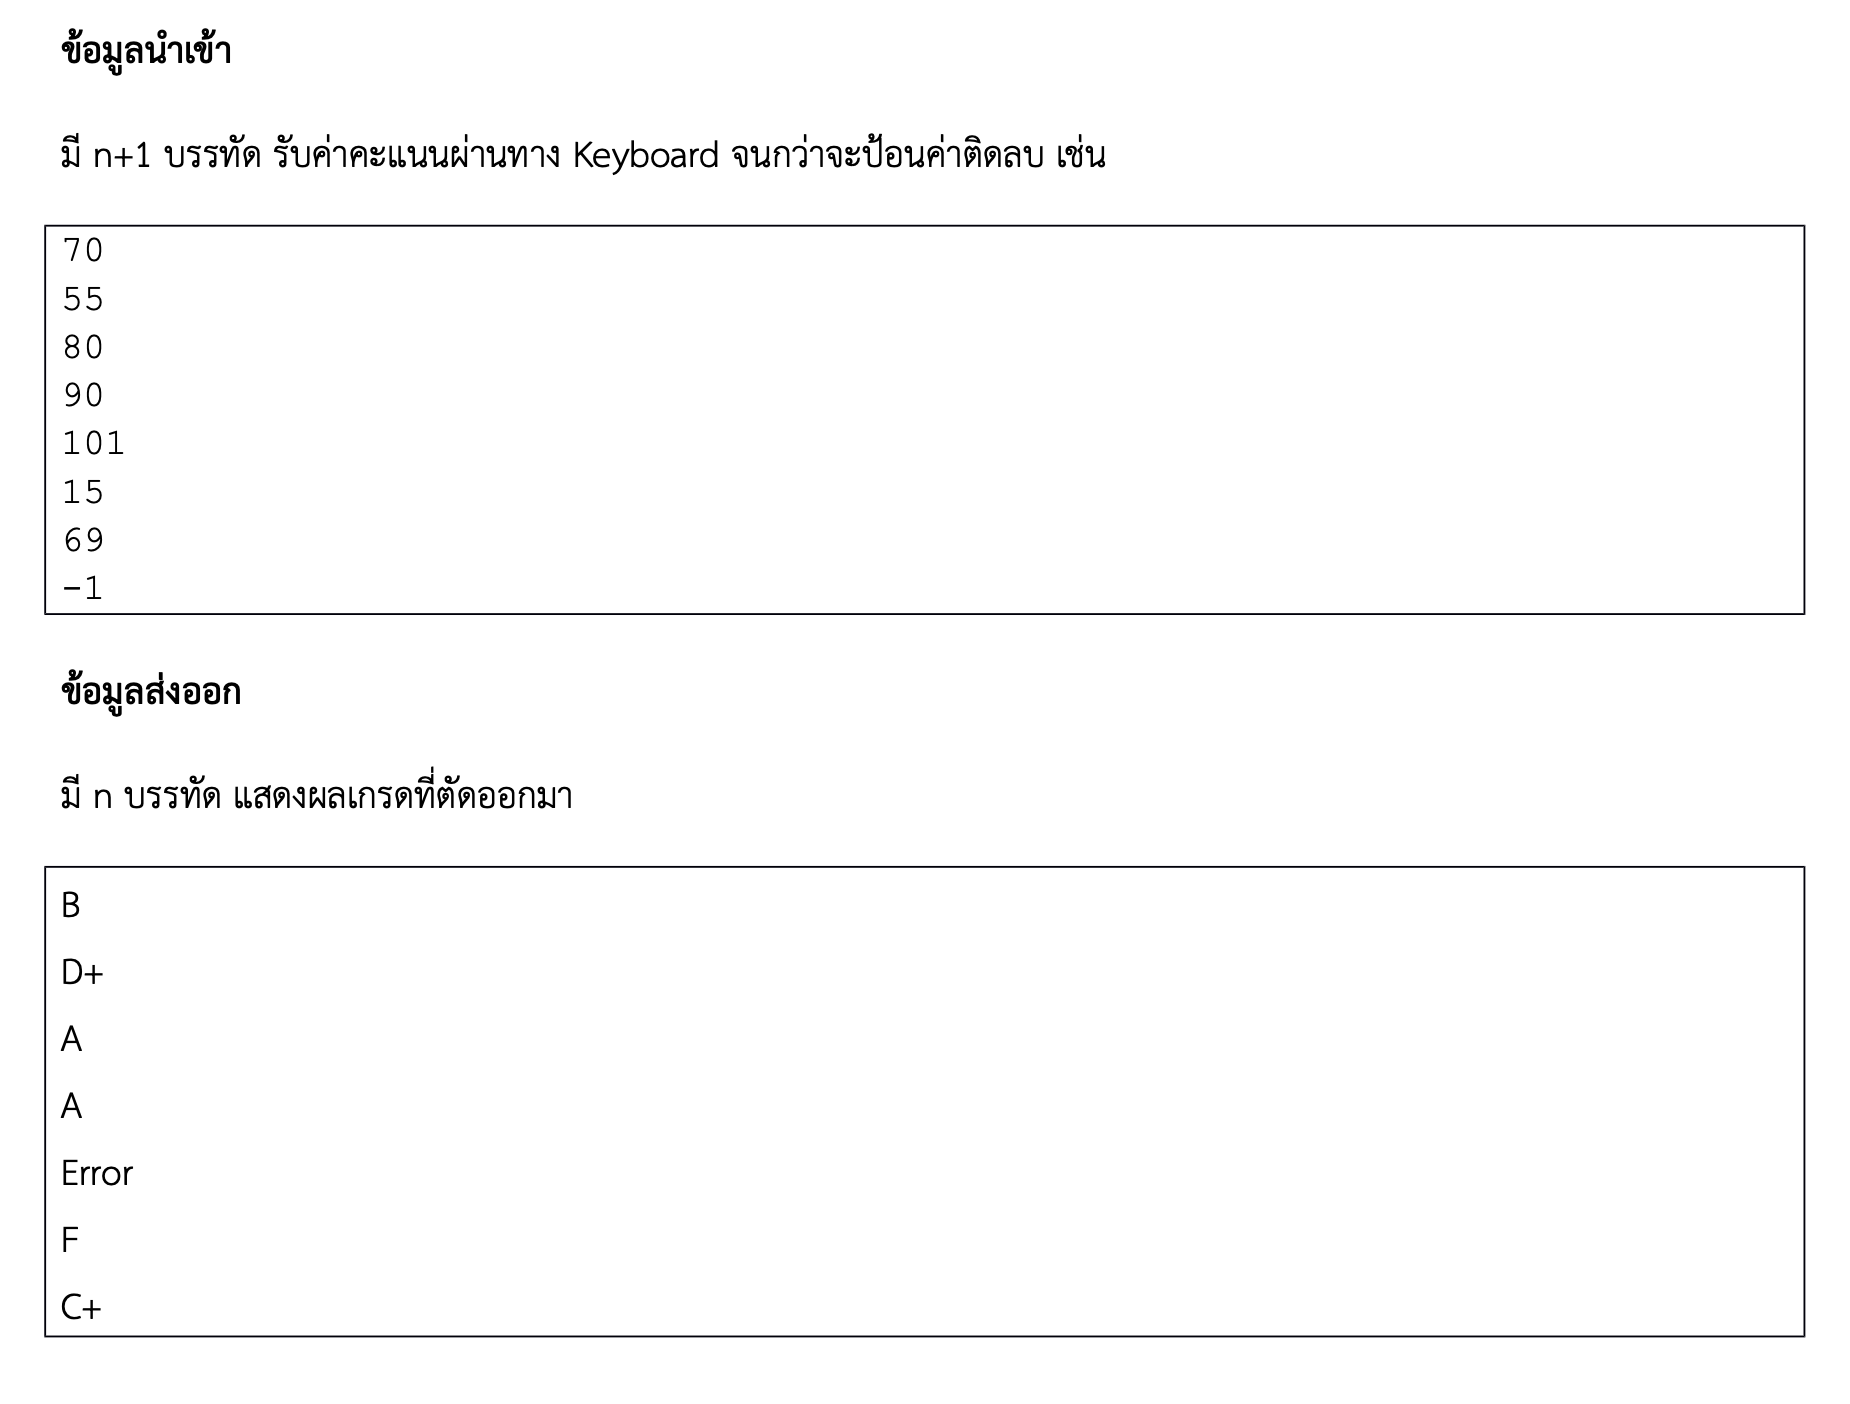 ข้อมูลนำเข้า
มี n+1 บรรทัด รับค่าคะแนนผ่านทาง Keyboard จนกว่าจะป้อนค่าติดลบ เช่น
70
55
80
90
101
15
69
-1
ข้อมูลส่งออก
มี n บรรทัด แสดงผลเกรดที่ตัดออกมา
B
D+
A
A
Error
F
C+